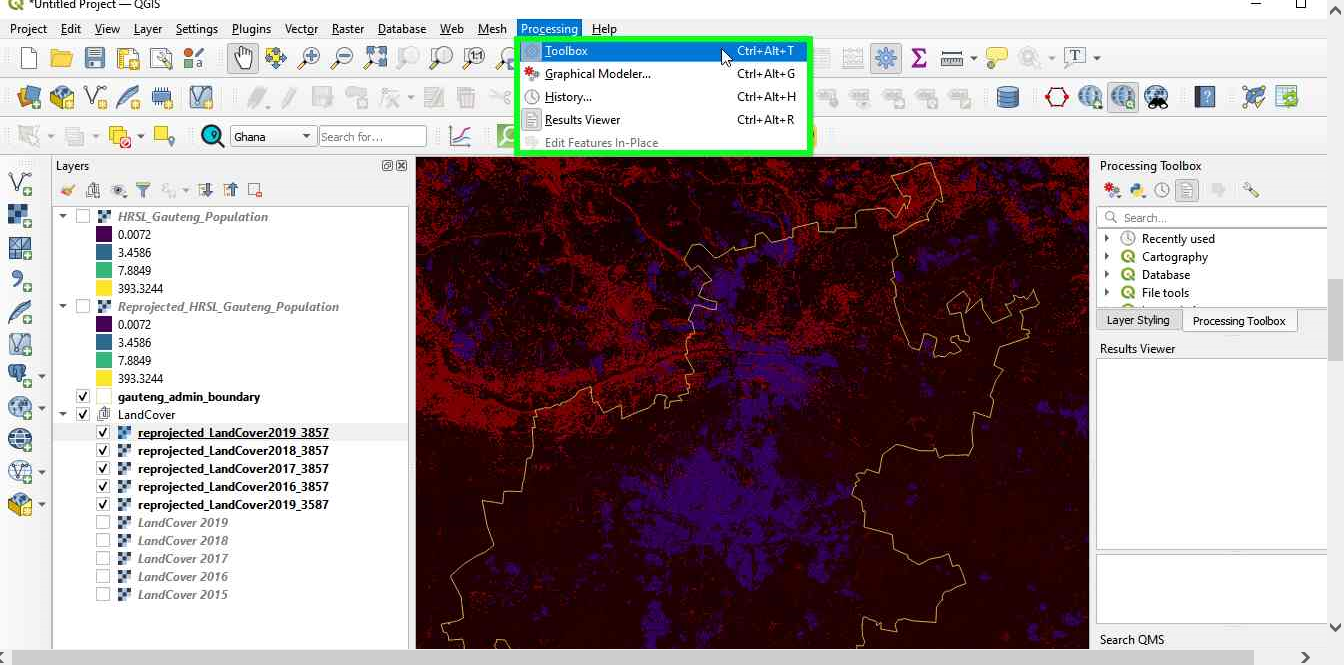 *Untitled Project — QGIS
Project Edit View Layer Settings Plugins Vector Raster Database Web Mesh Processing Help
Toolbox Ctrl+Alt+T
Graphical Modeler... Ctrl+Alt+G
History... Ctrl+Alt+H
Results Viewer Ctrl+Alt+R
Edit Features In-Place
1:1
T
Ghana
Search for...
Layers
HRSL_Gauteng_Population
0.0072
3.4586
7.8849
393.3244
Reprojected_HRSL_Gauteng_Population
0.0072
3.4586
7.8849
393.3244
gauteng_admin_boundary
LandCover
reprojected_LandCover2019_3857
reprojected_LandCover2018_3857
reprojected_LandCover2017_3857
reprojected_LandCover2016_3857
reprojected_LandCover2019_3587
LandCover 2019
LandCover 2018
LandCover 2017
LandCover 2016
LandCover 2015
Processing Toolbox
Search...
Recently used
Cartography
Database
File tools
Layer Styling
Processing Toolbox
Results Viewer
Search QMS